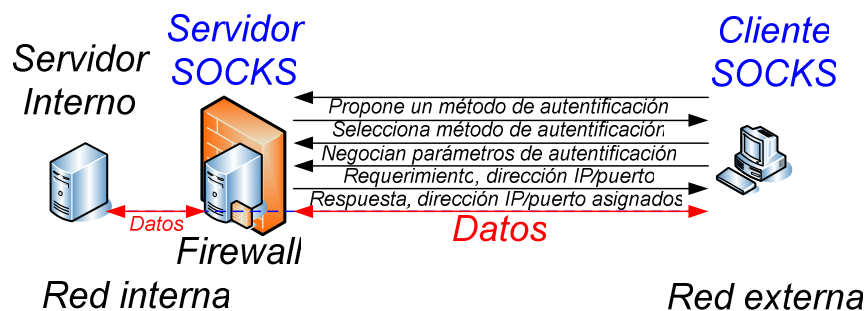 Servidor
SOCKS
Cliente
SOCKS
Servidor
Interno
Propone un método de autentificación
Selecciona método de autentificación
Negocian parámetros de autentificación
Requerimiento, dirección IP/puerto
Respuesta, dirección IP/puerto asignados
Datos
Datos
Firewall
Red interna
Red externa